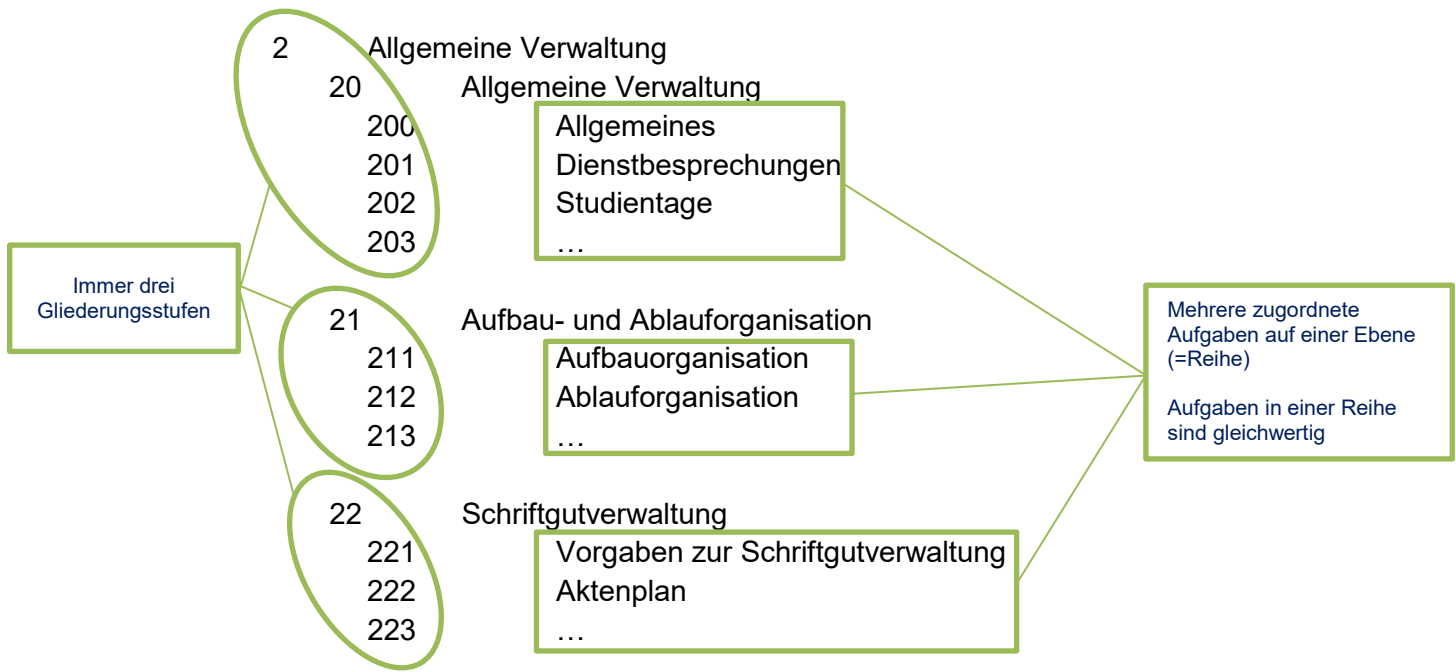 2 Allgemeine Verwaltung
20 Allgemeine Verwaltung
200 Allgemeines
201 Dienstbesprechungen
202 Studientage
203 …
Immer drei
Gliederungsstufen
21 Aufbau- und Ablauforganisation
211 Aufbauorganisation
212 Ablauforganisation
213 …
22 Schriftgutverwaltung
221 Vorgaben zur Schriftgutverwaltung
222 Aktenplan
223 …
Mehrere zugordnete
Aufgaben auf einer Ebene
(=Reihe)
Aufgaben in einer Reihe
sind gleichwertig